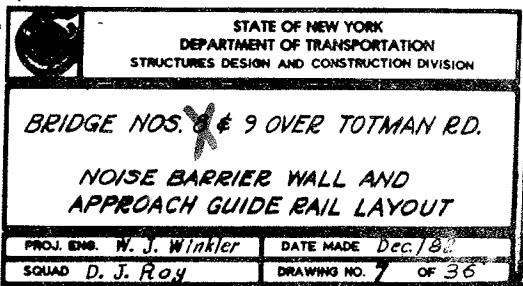 STATE OF NEW YORK
DEPARTMENT OF TRANSPORTATION
STRUCTURES DESIGN AND CONSTRUCTION DIVISION
BRIDGE NOS. 8 & 9 OVER TOTMAN RD.
NOISE BARRIER WALL AND
APPROACH GUIDE RAIL LAYOUT
PROJ. ENG. W. J. Winkler DATE MADE Dec./82
SQUAD D. J. Roy DRAWING NO. 7 OF 36